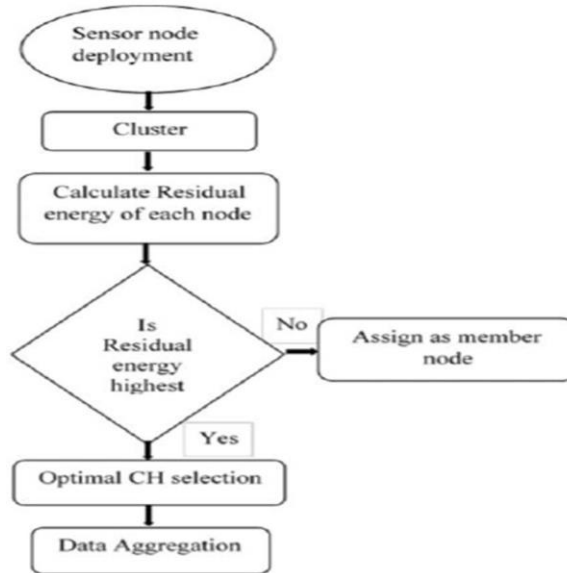 Sensor node
deployment
Cluster
Calculate Residual
energy of each node
Is
Residual
energy
highest
No
Assign as member
node
Yes
Optimal CH selection
Data Aggregation